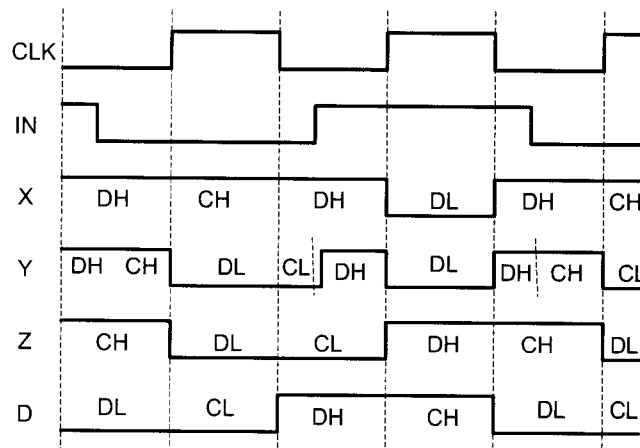 CLK
IN
X DH CH DH DL DH CH
Y DH CH DL CL DH DL DH CH CL
Z CH DL CL DH CH DL
D DL CL DH CH DL CL